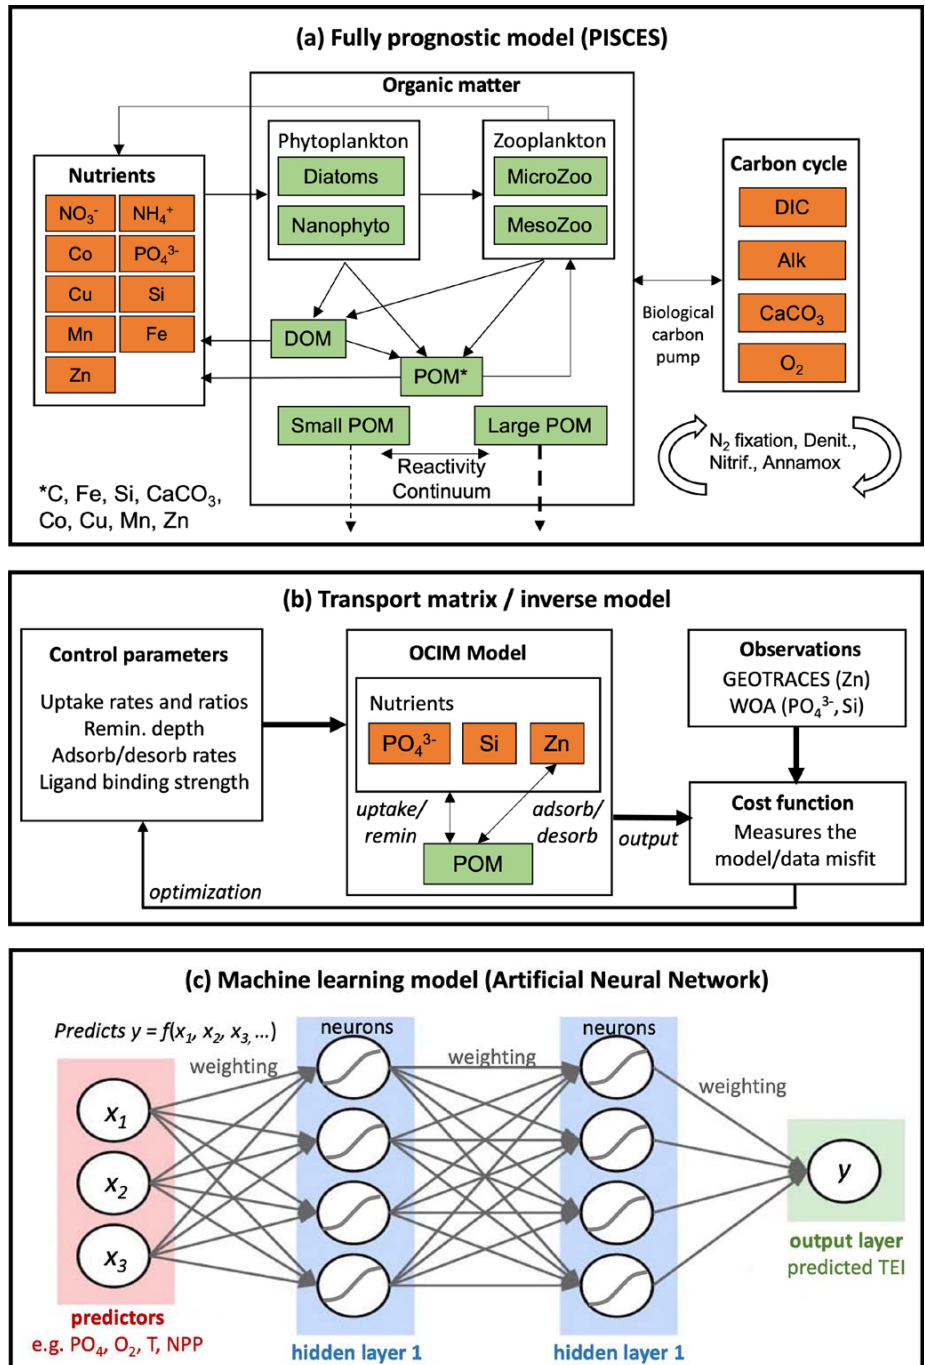 (a) Fully prognostic model (PISCES)
Organic matter
Phytoplankton
Diatoms
Nanophyto
Zooplankton
MicroZoo
MesoZoo
Nutrients
NO₃⁻ NH₄⁺
Co PO₄³⁻
Cu Si
Mn Fe
Zn
DOM
POM*
Small POM
Large POM
Reactivity
Continuum
*C, Fe, Si, CaCO₃,
Co, Cu, Mn, Zn
Biological
carbon
pump
Carbon cycle
DIC
Alk
CaCO₃
O₂
N₂ fixation, Denit.,
Nitrif., Annamox
(b) Transport matrix / inverse model
Control parameters
Uptake rates and ratios
Remin. depth
Adsorb/desorb rates
Ligand binding strength
OCIM Model
Nutrients
PO₄³⁻ Si Zn
uptake/
remin
adsorb/
desorb
POM
output
Observations
GEOTRACES (Zn)
WOA (PO₄³⁻, Si)
Cost function
Measures the
model/data misfit
optimization
(c) Machine learning model (Artificial Neural Network)
Predicts y = f(x₁, x₂, x₃, ...)
neurons
neurons
weighting
weighting
weighting
x₁
x₂
x₃
y
predictors
e.g. PO₄, O₂, T, NPP
hidden layer 1
hidden layer 1
output layer
predicted TEI